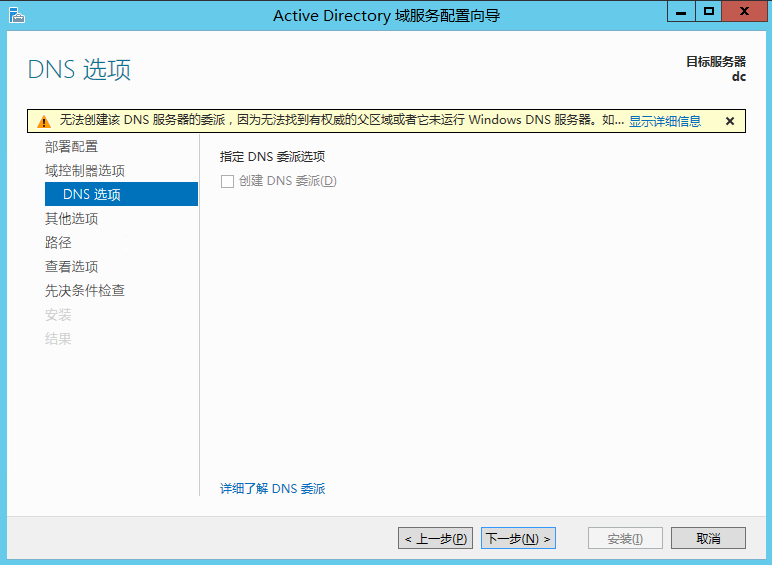 Active Directory 域服务配置向导
DNS 选项
目标服务器
dc
无法创建该 DNS 服务器的委派，因为无法找到有权威的父区域或者它未运行 Windows DNS 服务器。如... 显示详细信息
部署配置
域控制器选项
DNS 选项
其他选项
路径
查看选项
先决条件检查
安装
结果
指定 DNS 委派选项
创建 DNS 委派(D)
详细了解 DNS 委派
< 上一步(P) 下一步(N) > 安装(I) 取消